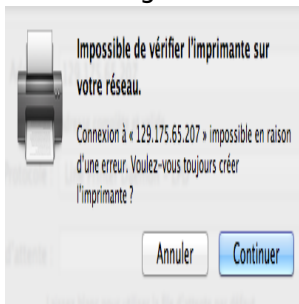 Impossible de vérifier l'imprimante sur
votre réseau.
Connexion à « 129.175.65.207 » impossible en raison
d'une erreur. Voulez-vous toujours créer
l'imprimante ?
Annuler
Continuer